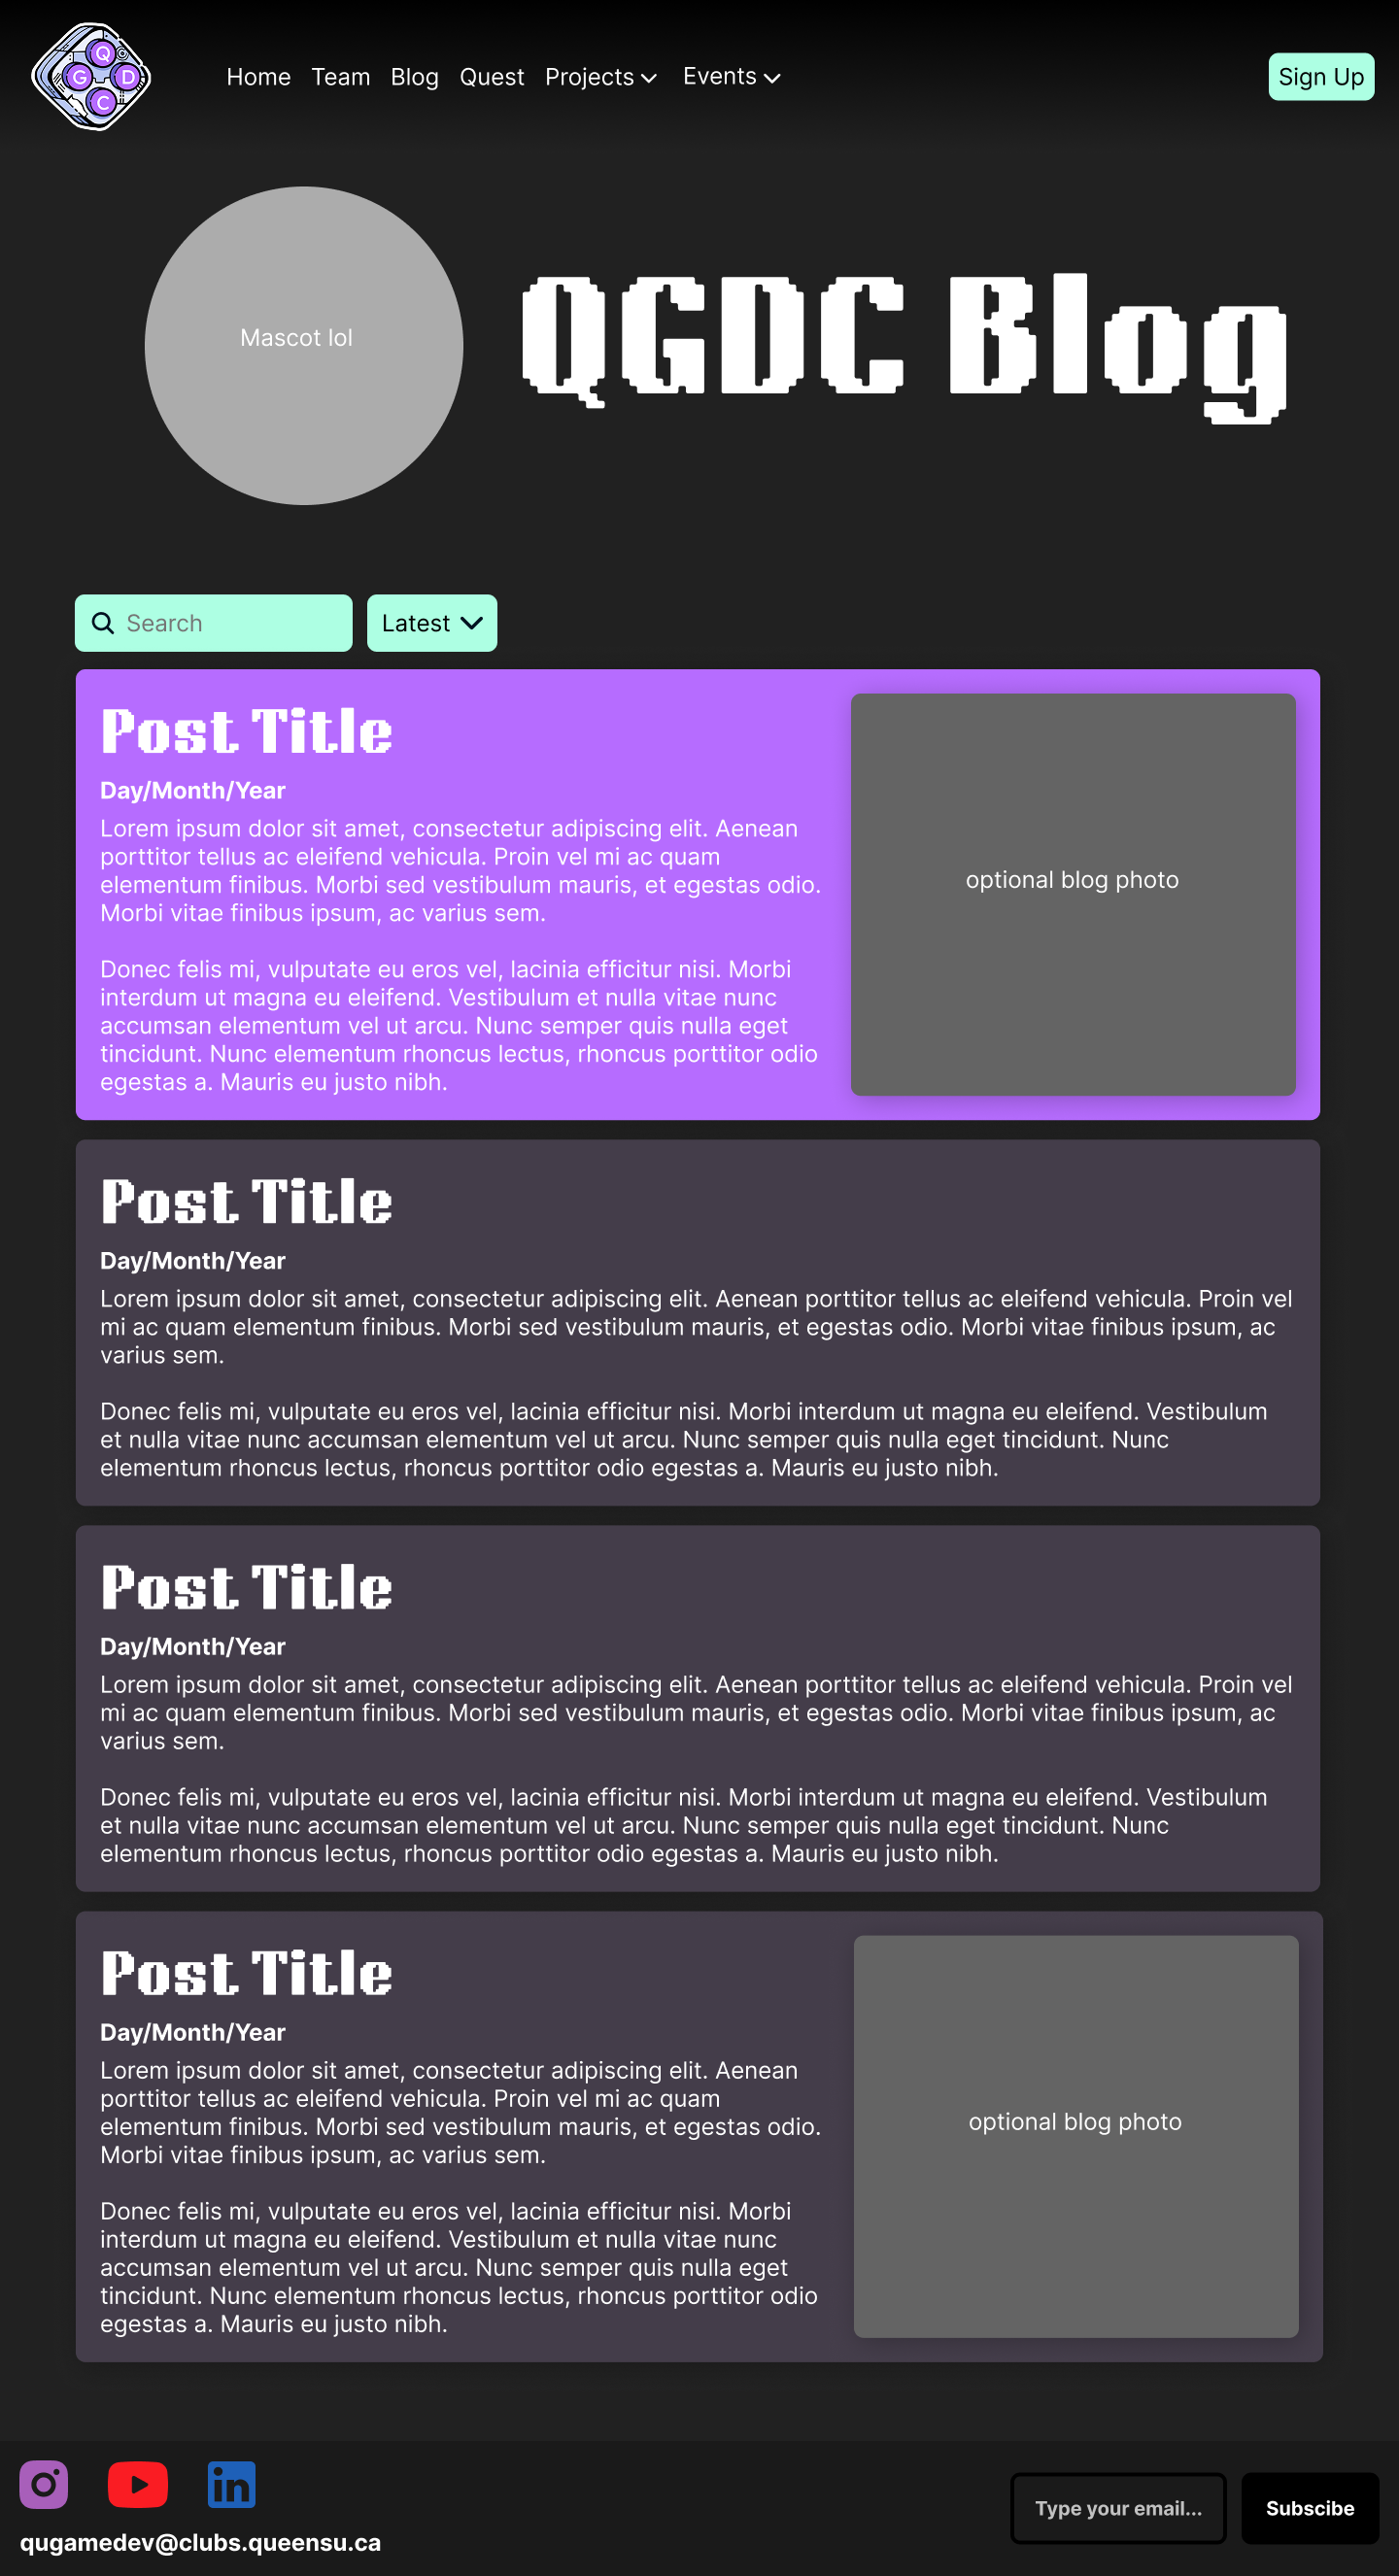 Q
G D
C
Home Team Blog Quest Projects Events
Sign Up
Mascot lol
QGDC Blog
Search
Latest
Post Title
Day/Month/Year
Lorem ipsum dolor sit amet, consectetur adipiscing elit. Aenean
porttitor tellus ac eleifend vehicula. Proin vel mi ac quam
elementum finibus. Morbi sed vestibulum mauris, et egestas odio.
Morbi vitae finibus ipsum, ac varius sem.
Donec felis mi, vulputate eu eros vel, lacinia efficitur nisi. Morbi
interdum ut magna eu eleifend. Vestibulum et nulla vitae nunc
accumsan elementum vel ut arcu. Nunc semper quis nulla eget
tincidunt. Nunc elementum rhoncus lectus, rhoncus porttitor odio
egestas a. Mauris eu justo nibh.
optional blog photo
Post Title
Day/Month/Year
Lorem ipsum dolor sit amet, consectetur adipiscing elit. Aenean porttitor tellus ac eleifend vehicula. Proin vel
mi ac quam elementum finibus. Morbi sed vestibulum mauris, et egestas odio. Morbi vitae finibus ipsum, ac
varius sem.
Donec felis mi, vulputate eu eros vel, lacinia efficitur nisi. Morbi interdum ut magna eu eleifend. Vestibulum
et nulla vitae nunc accumsan elementum vel ut arcu. Nunc semper quis nulla eget tincidunt. Nunc
elementum rhoncus lectus, rhoncus porttitor odio egestas a. Mauris eu justo nibh.
Post Title
Day/Month/Year
Lorem ipsum dolor sit amet, consectetur adipiscing elit. Aenean porttitor tellus ac eleifend vehicula. Proin vel
mi ac quam elementum finibus. Morbi sed vestibulum mauris, et egestas odio. Morbi vitae finibus ipsum, ac
varius sem.
Donec felis mi, vulputate eu eros vel, lacinia efficitur nisi. Morbi interdum ut magna eu eleifend. Vestibulum
et nulla vitae nunc accumsan elementum vel ut arcu. Nunc semper quis nulla eget tincidunt. Nunc
elementum rhoncus lectus, rhoncus porttitor odio egestas a. Mauris eu justo nibh.
Post Title
Day/Month/Year
Lorem ipsum dolor sit amet, consectetur adipiscing elit. Aenean
porttitor tellus ac eleifend vehicula. Proin vel mi ac quam
elementum finibus. Morbi sed vestibulum mauris, et egestas odio.
Morbi vitae finibus ipsum, ac varius sem.
Donec felis mi, vulputate eu eros vel, lacinia efficitur nisi. Morbi
interdum ut magna eu eleifend. Vestibulum et nulla vitae nunc
accumsan elementum vel ut arcu. Nunc semper quis nulla eget
tincidunt. Nunc elementum rhoncus lectus, rhoncus porttitor odio
egestas a. Mauris eu justo nibh.
optional blog photo
in
qugamedev@clubs.queensu.ca
Type your email...
Subscibe